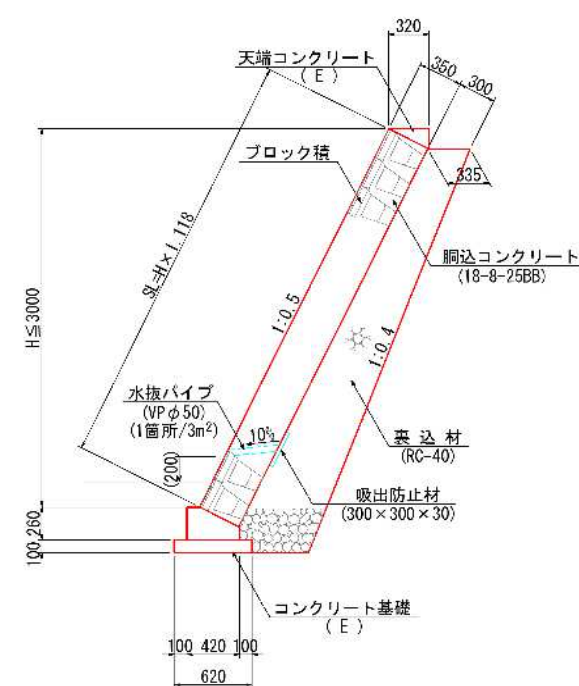 320
天端コンクリート
( E )
350
300
ブロック積
335
SL=H×1.118
胴込コンクリート
(18-8-25BB)
H≦3000
1:0.5
1:0.4
水抜パイプ
(VPφ50)
(1箇所/3m²)
10%
裏 込 材
(RC-40)
(200)
吸出防止材
(300×300×30)
260
100
コンクリート基礎
( E )
100 420 100
620